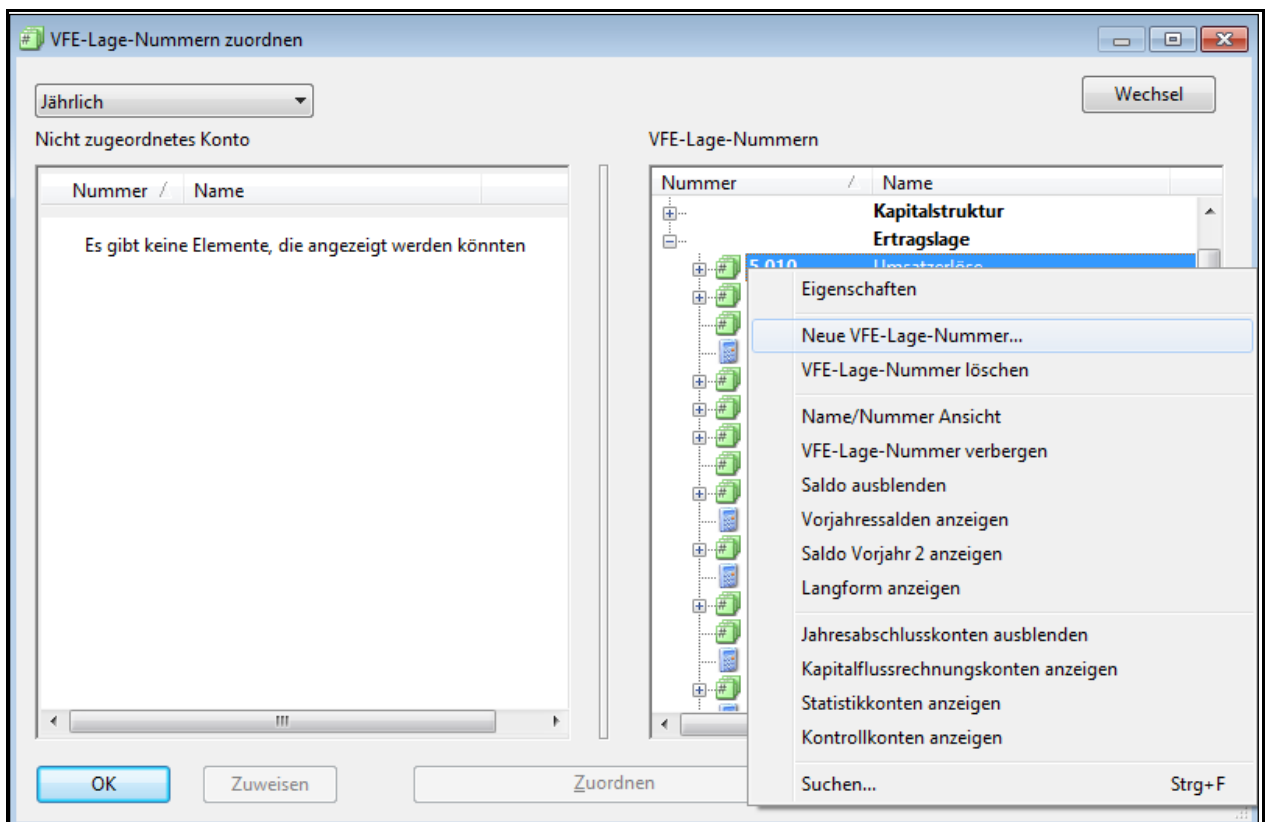 VFE-Lage-Nummern zuordnen
Jährlich
Wechsel
Nicht zugeordnetes Konto
VFE-Lage-Nummern
Nummer Name
Es gibt keine Elemente, die angezeigt werden könnten
Nummer Name
Kapitalstruktur
Ertragslage
5.010 Umsatzerlöse
Eigenschaften
Neue VFE-Lage-Nummer...
VFE-Lage-Nummer löschen
Name/Nummer Ansicht
VFE-Lage-Nummer verbergen
Saldo ausblenden
Vorjahressalden anzeigen
Saldo Vorjahr 2 anzeigen
Langform anzeigen
Jahresabschlusskonten ausblenden
Kapitalflussrechnungskonten anzeigen
Statistikkonten anzeigen
Kontrollkonten anzeigen
Suchen... Strg+F
OK
Zuweisen
Zuordnen